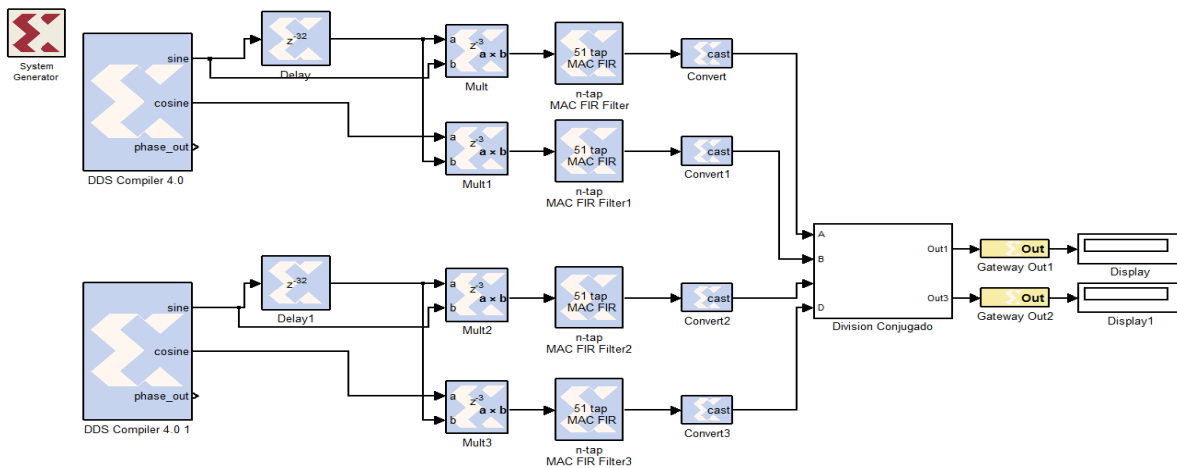 System
Generator
sine
cosine
phase_out
DDS Compiler 4.0
z-32
Delay
a
b
z-3
a × b
Mult
51 tap
MAC FIR
n-tap
MAC FIR Filter
cast
Convert
a
b
z-3
a × b
Mult1
51 tap
MAC FIR
n-tap
MAC FIR Filter1
cast
Convert1
sine
cosine
phase_out
DDS Compiler 4.0 1
z-32
Delay1
a
b
z-3
a × b
Mult2
51 tap
MAC FIR
n-tap
MAC FIR Filter2
cast
Convert2
a
b
z-3
a × b
Mult3
51 tap
MAC FIR
n-tap
MAC FIR Filter3
cast
Convert3
A
B
D
Out1
Out3
Division Conjugado
Out
Gateway Out1
Display
Out
Gateway Out2
Display1